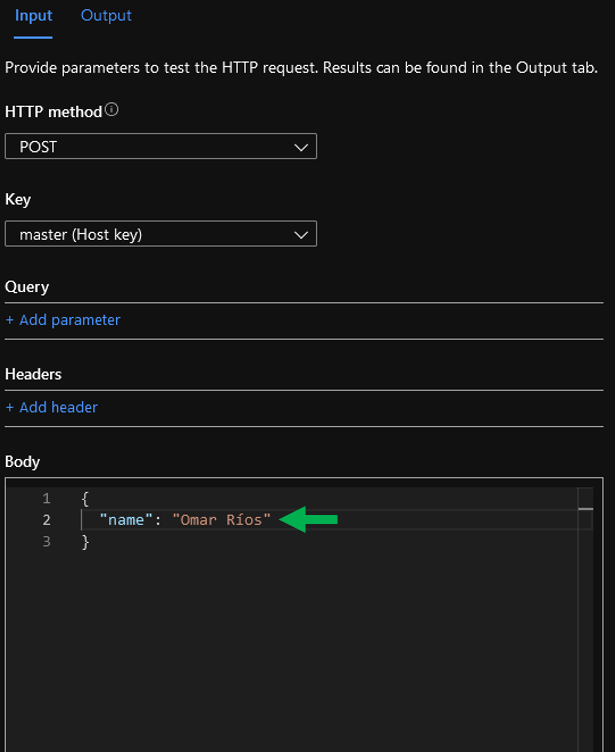 Input Output
Provide parameters to test the HTTP request. Results can be found in the Output tab.
HTTP method
POST
Key
master (Host key)
Query
+ Add parameter
Headers
+ Add header
Body
1 {
2 "name": "Omar Ríos"
3 }